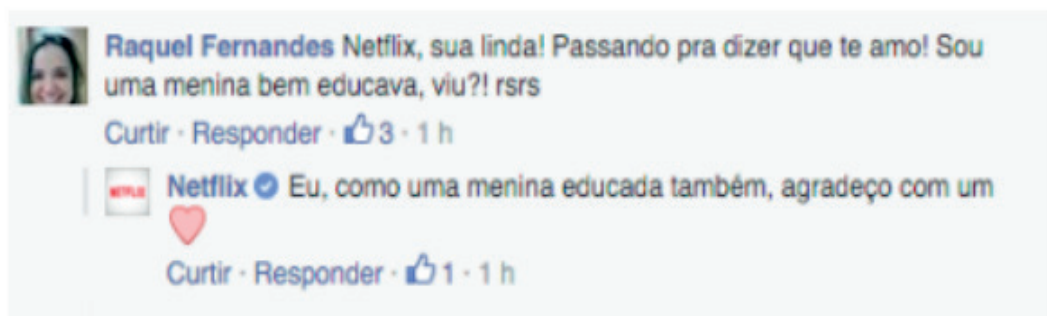 Raquel Fernandes Netflix, sua linda! Passando pra dizer que te amo! Sou
uma menina bem educava, viu?! rsrs
Curtir · Responder · 3 · 1 h
NETFLIX
Netflix Eu, como uma menina educada também, agradeço com um
Curtir · Responder · 1 · 1 h